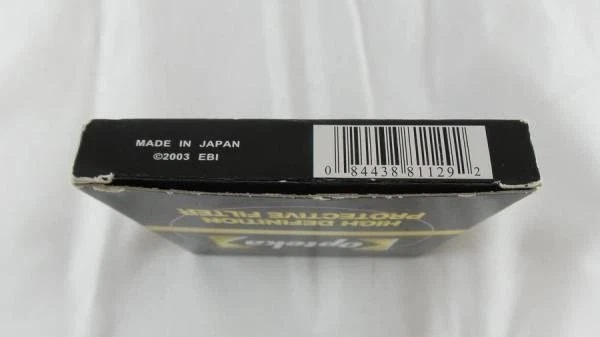 MADE IN JAPAN
©2003 EBI
0 84438 81129 2
Opteka
HIGH DEFINITION
PROTECTIVE FILTER